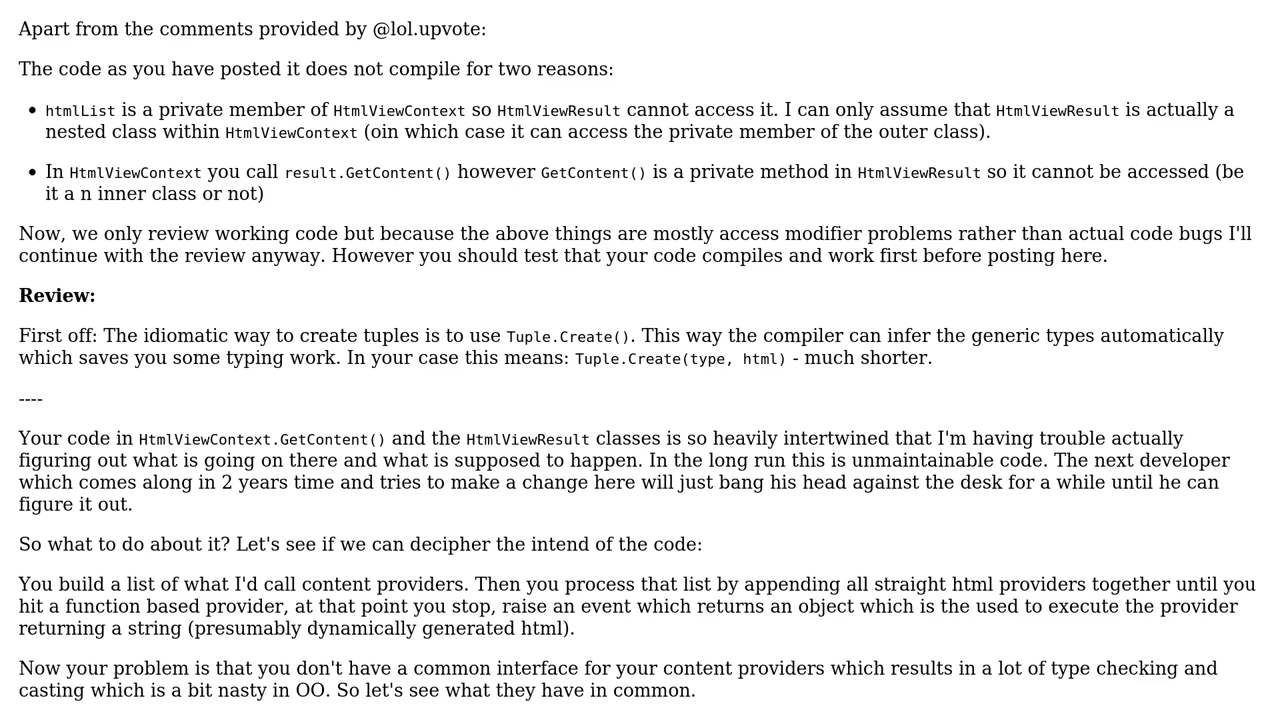 Apart from the comments provided by @lol.upvote:
The code as you have posted it does not compile for two reasons:
• htmlList is a private member of HtmlViewContext so HtmlViewResult cannot access it. I can only assume that HtmlViewResult is actually a
nested class within HtmlViewContext (oin which case it can access the private member of the outer class).
• In HtmlViewContext you call result.GetContent() however GetContent() is a private method in HtmlViewResult so it cannot be accessed (be
it a n inner class or not)
Now, we only review working code but because the above things are mostly access modifier problems rather than actual code bugs I'll
continue with the review anyway. However you should test that your code compiles and work first before posting here.
Review:
First off: The idiomatic way to create tuples is to use Tuple.Create(). This way the compiler can infer the generic types automatically
which saves you some typing work. In your case this means: Tuple.Create(type, html) - much shorter.
----
Your code in HtmlViewContext.GetContent() and the HtmlViewResult classes is so heavily intertwined that I'm having trouble actually
figuring out what is going on there and what is supposed to happen. In the long run this is unmaintainable code. The next developer
which comes along in 2 years time and tries to make a change here will just bang his head against the desk for a while until he can
figure it out.
So what to do about it? Let's see if we can decipher the intend of the code:
You build a list of what I'd call content providers. Then you process that list by appending all straight html providers together until you
hit a function based provider, at that point you stop, raise an event which returns an object which is the used to execute the provider
returning a string (presumably dynamically generated html).
Now your problem is that you don't have a common interface for your content providers which results in a lot of type checking and
casting which is a bit nasty in OO. So let's see what they have in common.